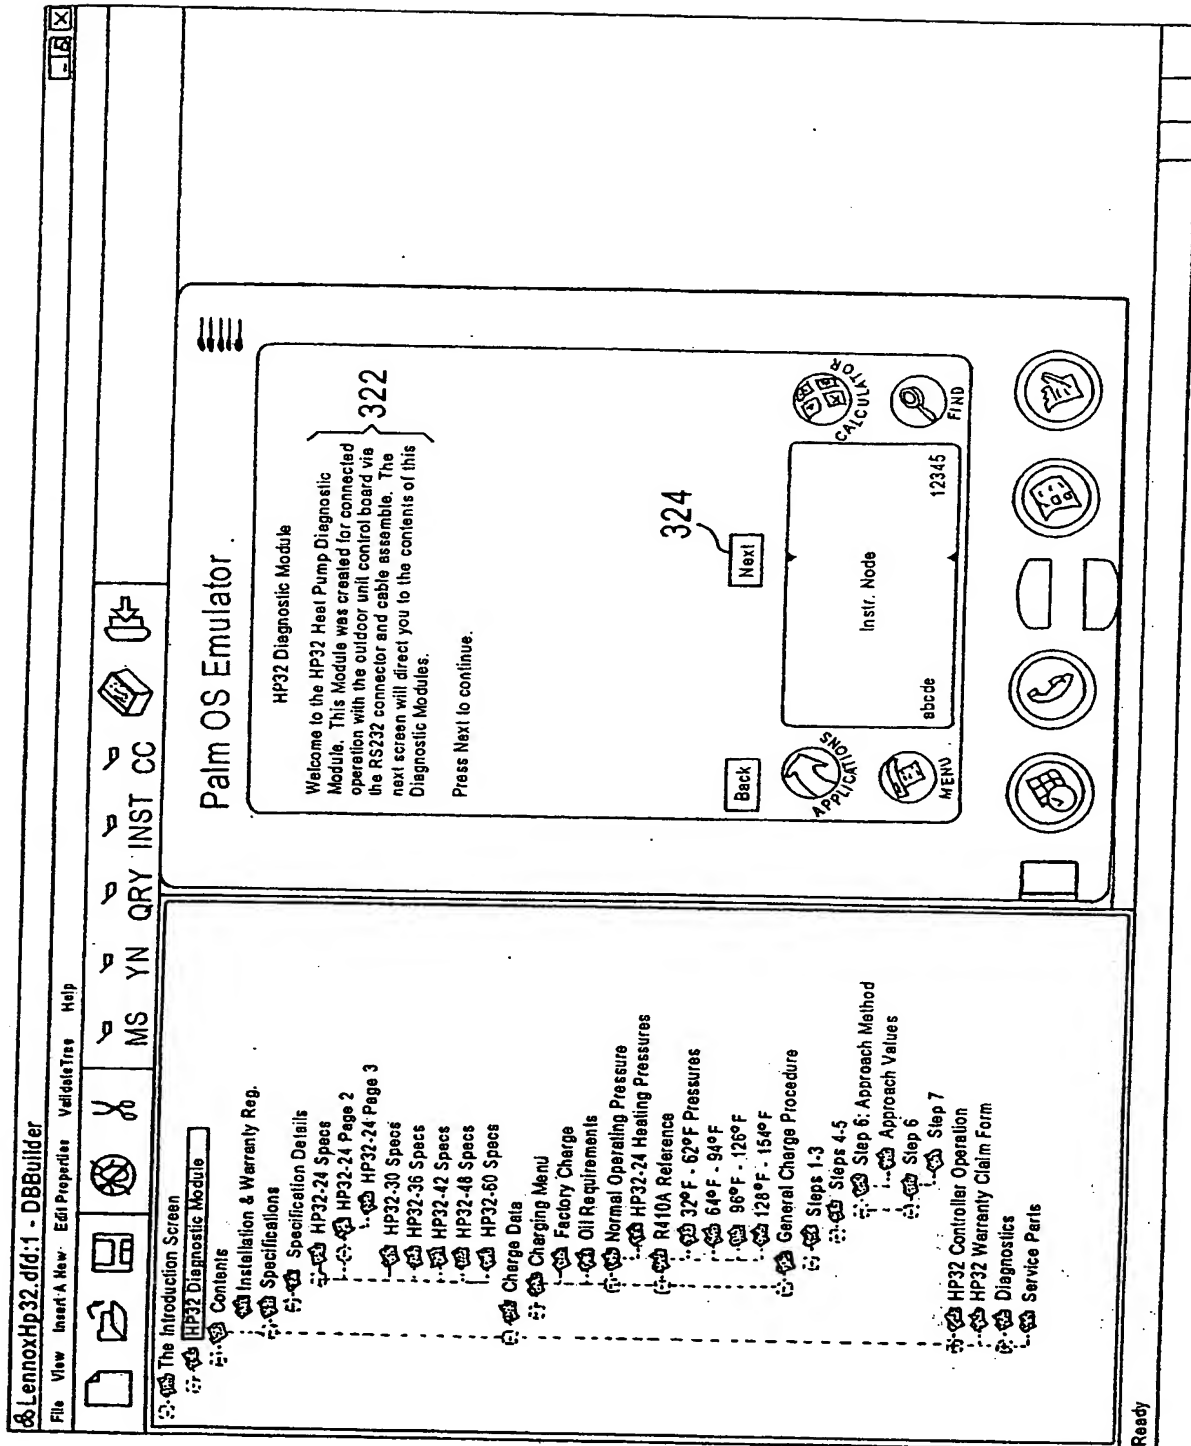 LennoxHp32.dfd:1 - DBBuilder
File View Insert A New Edit Properties ValidateTree Help
MS YN QRY INST CC
The Introduction Screen
HP32 Diagnostic Module
Contents
Installation & Warranty Reg.
Specifications
Specification Details
HP32-24 Specs
HP32-24 Page 2
HP32-24 Page 3
HP32-30 Specs
HP32-36 Specs
HP32-42 Specs
HP32-48 Specs
HP32-60 Specs
Charge Data
Charging Menu
Factory Charge
Oil Requirements
Normal Operating Pressure
HP32-24 Heating Pressures
R410A Reference
32°F - 62°F Pressures
64°F - 94°F
96°F - 126°F
128°F - 154°F
General Charge Procedure
Steps 1-3
Steps 4-5
Step 6: Approach Method
Approach Values
Step 6
Step 7
HP32 Controller Operation
HP32 Warranty Claim Form
Diagnostics
Service Parts
Palm OS Emulator
HP32 Diagnostic Module
Welcome to the HP32 Heat Pump Diagnostic
Module. This Module was created for connected
operation with the outdoor unit control board via
the RS232 connector and cable assemble. The
next screen will direct you to the contents of this
Diagnostic Modules.
322
Press Next to continue.
324
Back
Next
APPLICATIONS
CALCULATOR
MENU
FIND
Instr. Node
abcde
12345
Ready